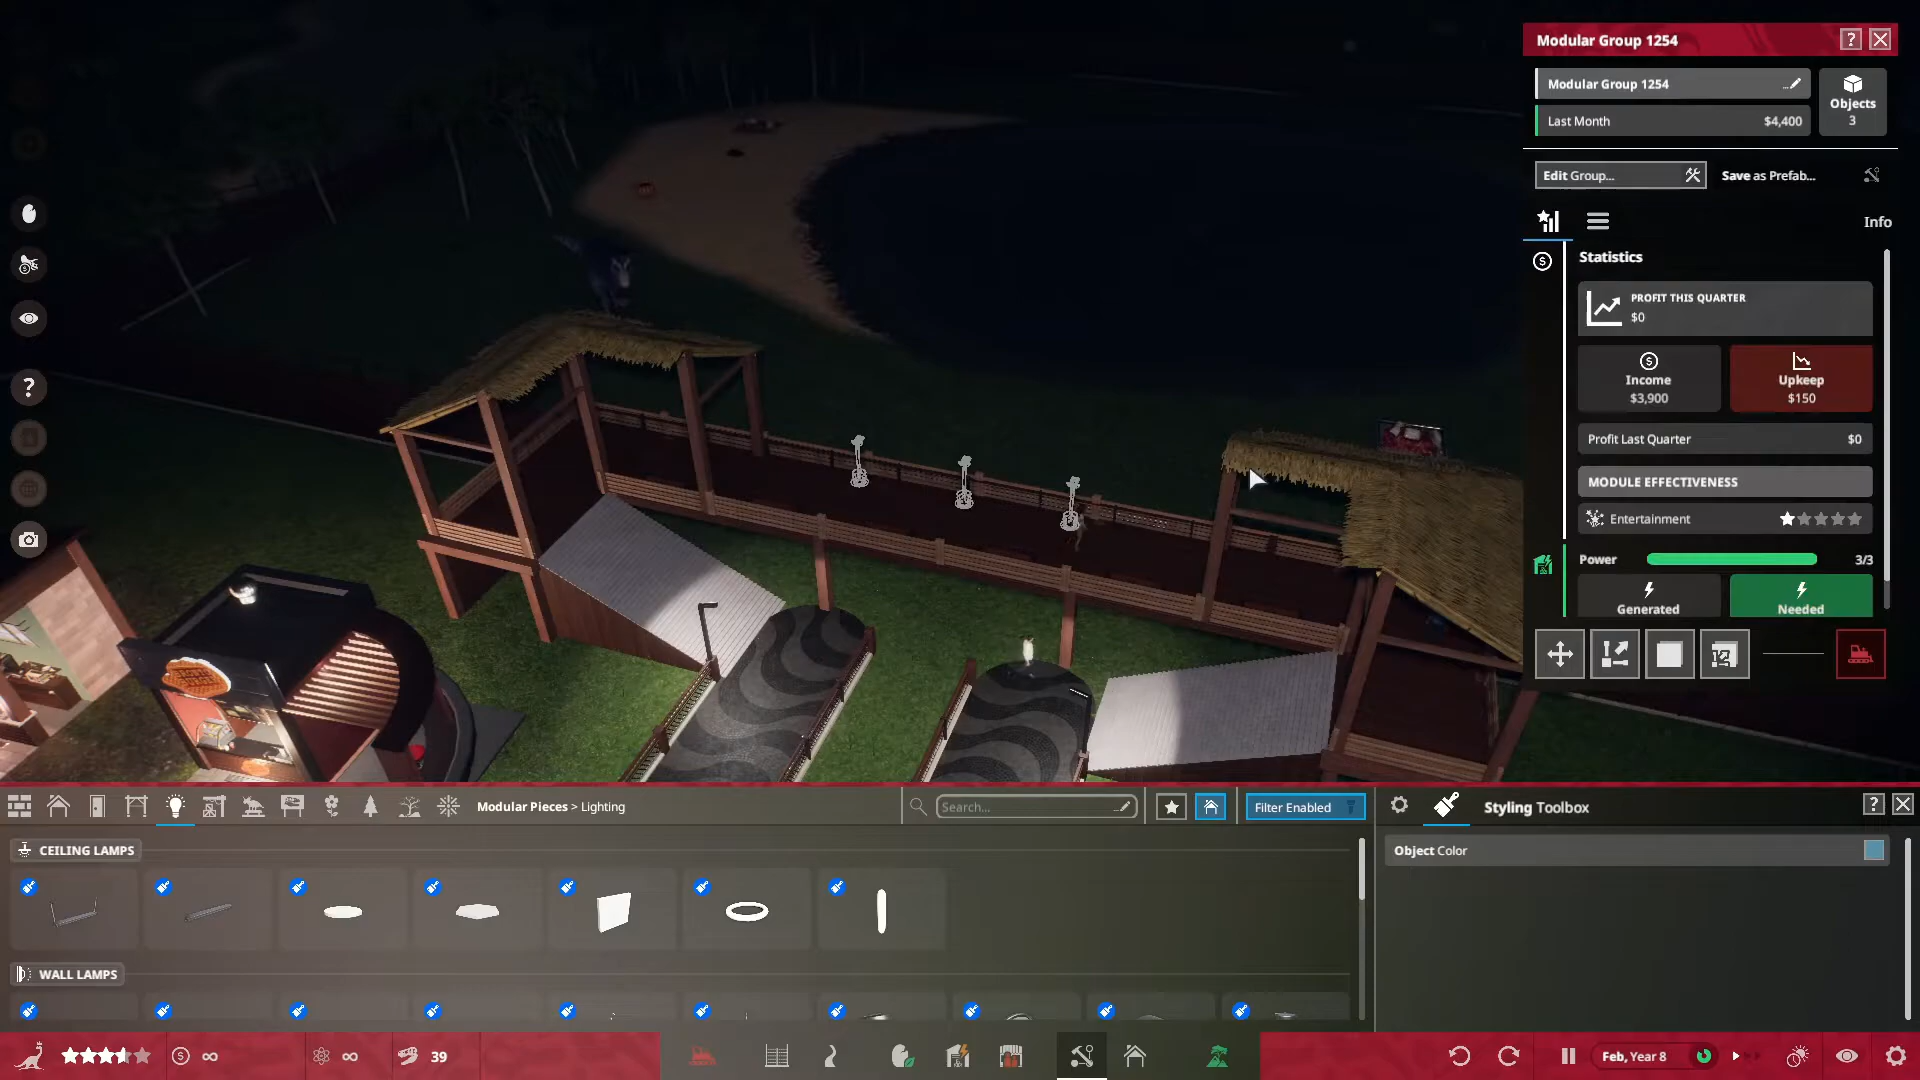 Modular Group 1254
?
Modular Group 1254
Last Month $4,400
Objects
3
Edit Group...
Save as Prefab...
Info
Statistics
PROFIT THIS QUARTER
$0
Income
$3,900
Upkeep
$150
Profit Last Quarter $0
MODULE EFFECTIVENESS
Entertainment
Power 3/3
Generated
Needed
?
Modular Pieces > Lighting
Search...
Filter Enabled
Styling Toolbox
?
CEILING LAMPS
Object Color
WALL LAMPS
∞
∞
39
Feb, Year 8